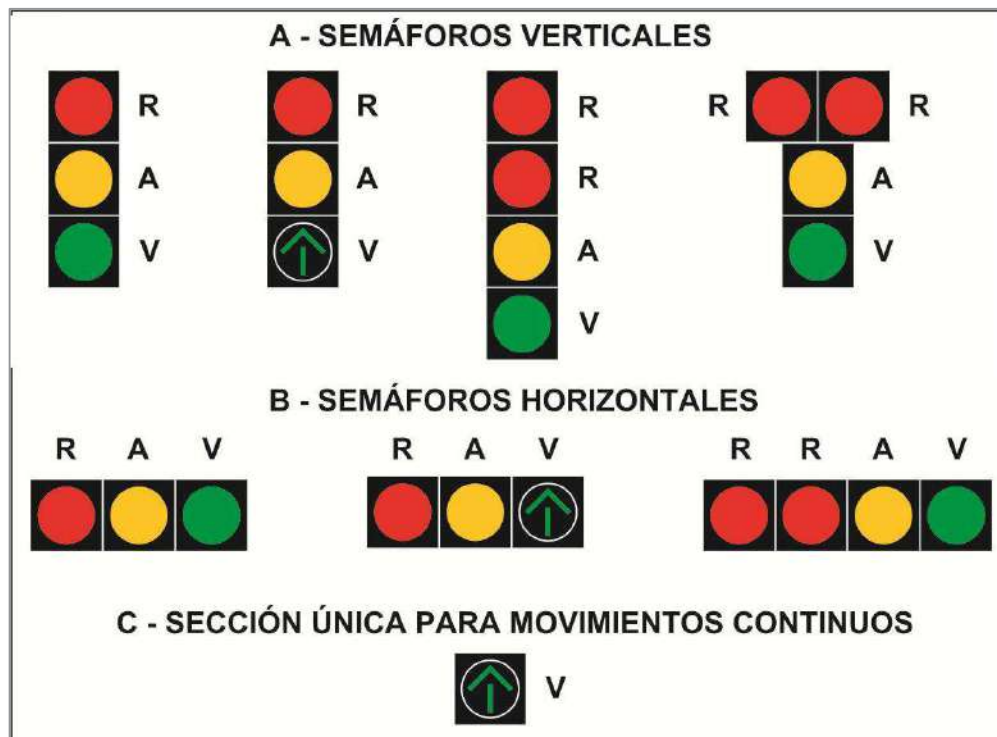 A - SEMÁFOROS VERTICALES
R R R R R
A A R A
V V A V
V
B - SEMÁFOROS HORIZONTALES
R A V R A V R R A V
C - SECCIÓN ÚNICA PARA MOVIMIENTOS CONTINUOS
V